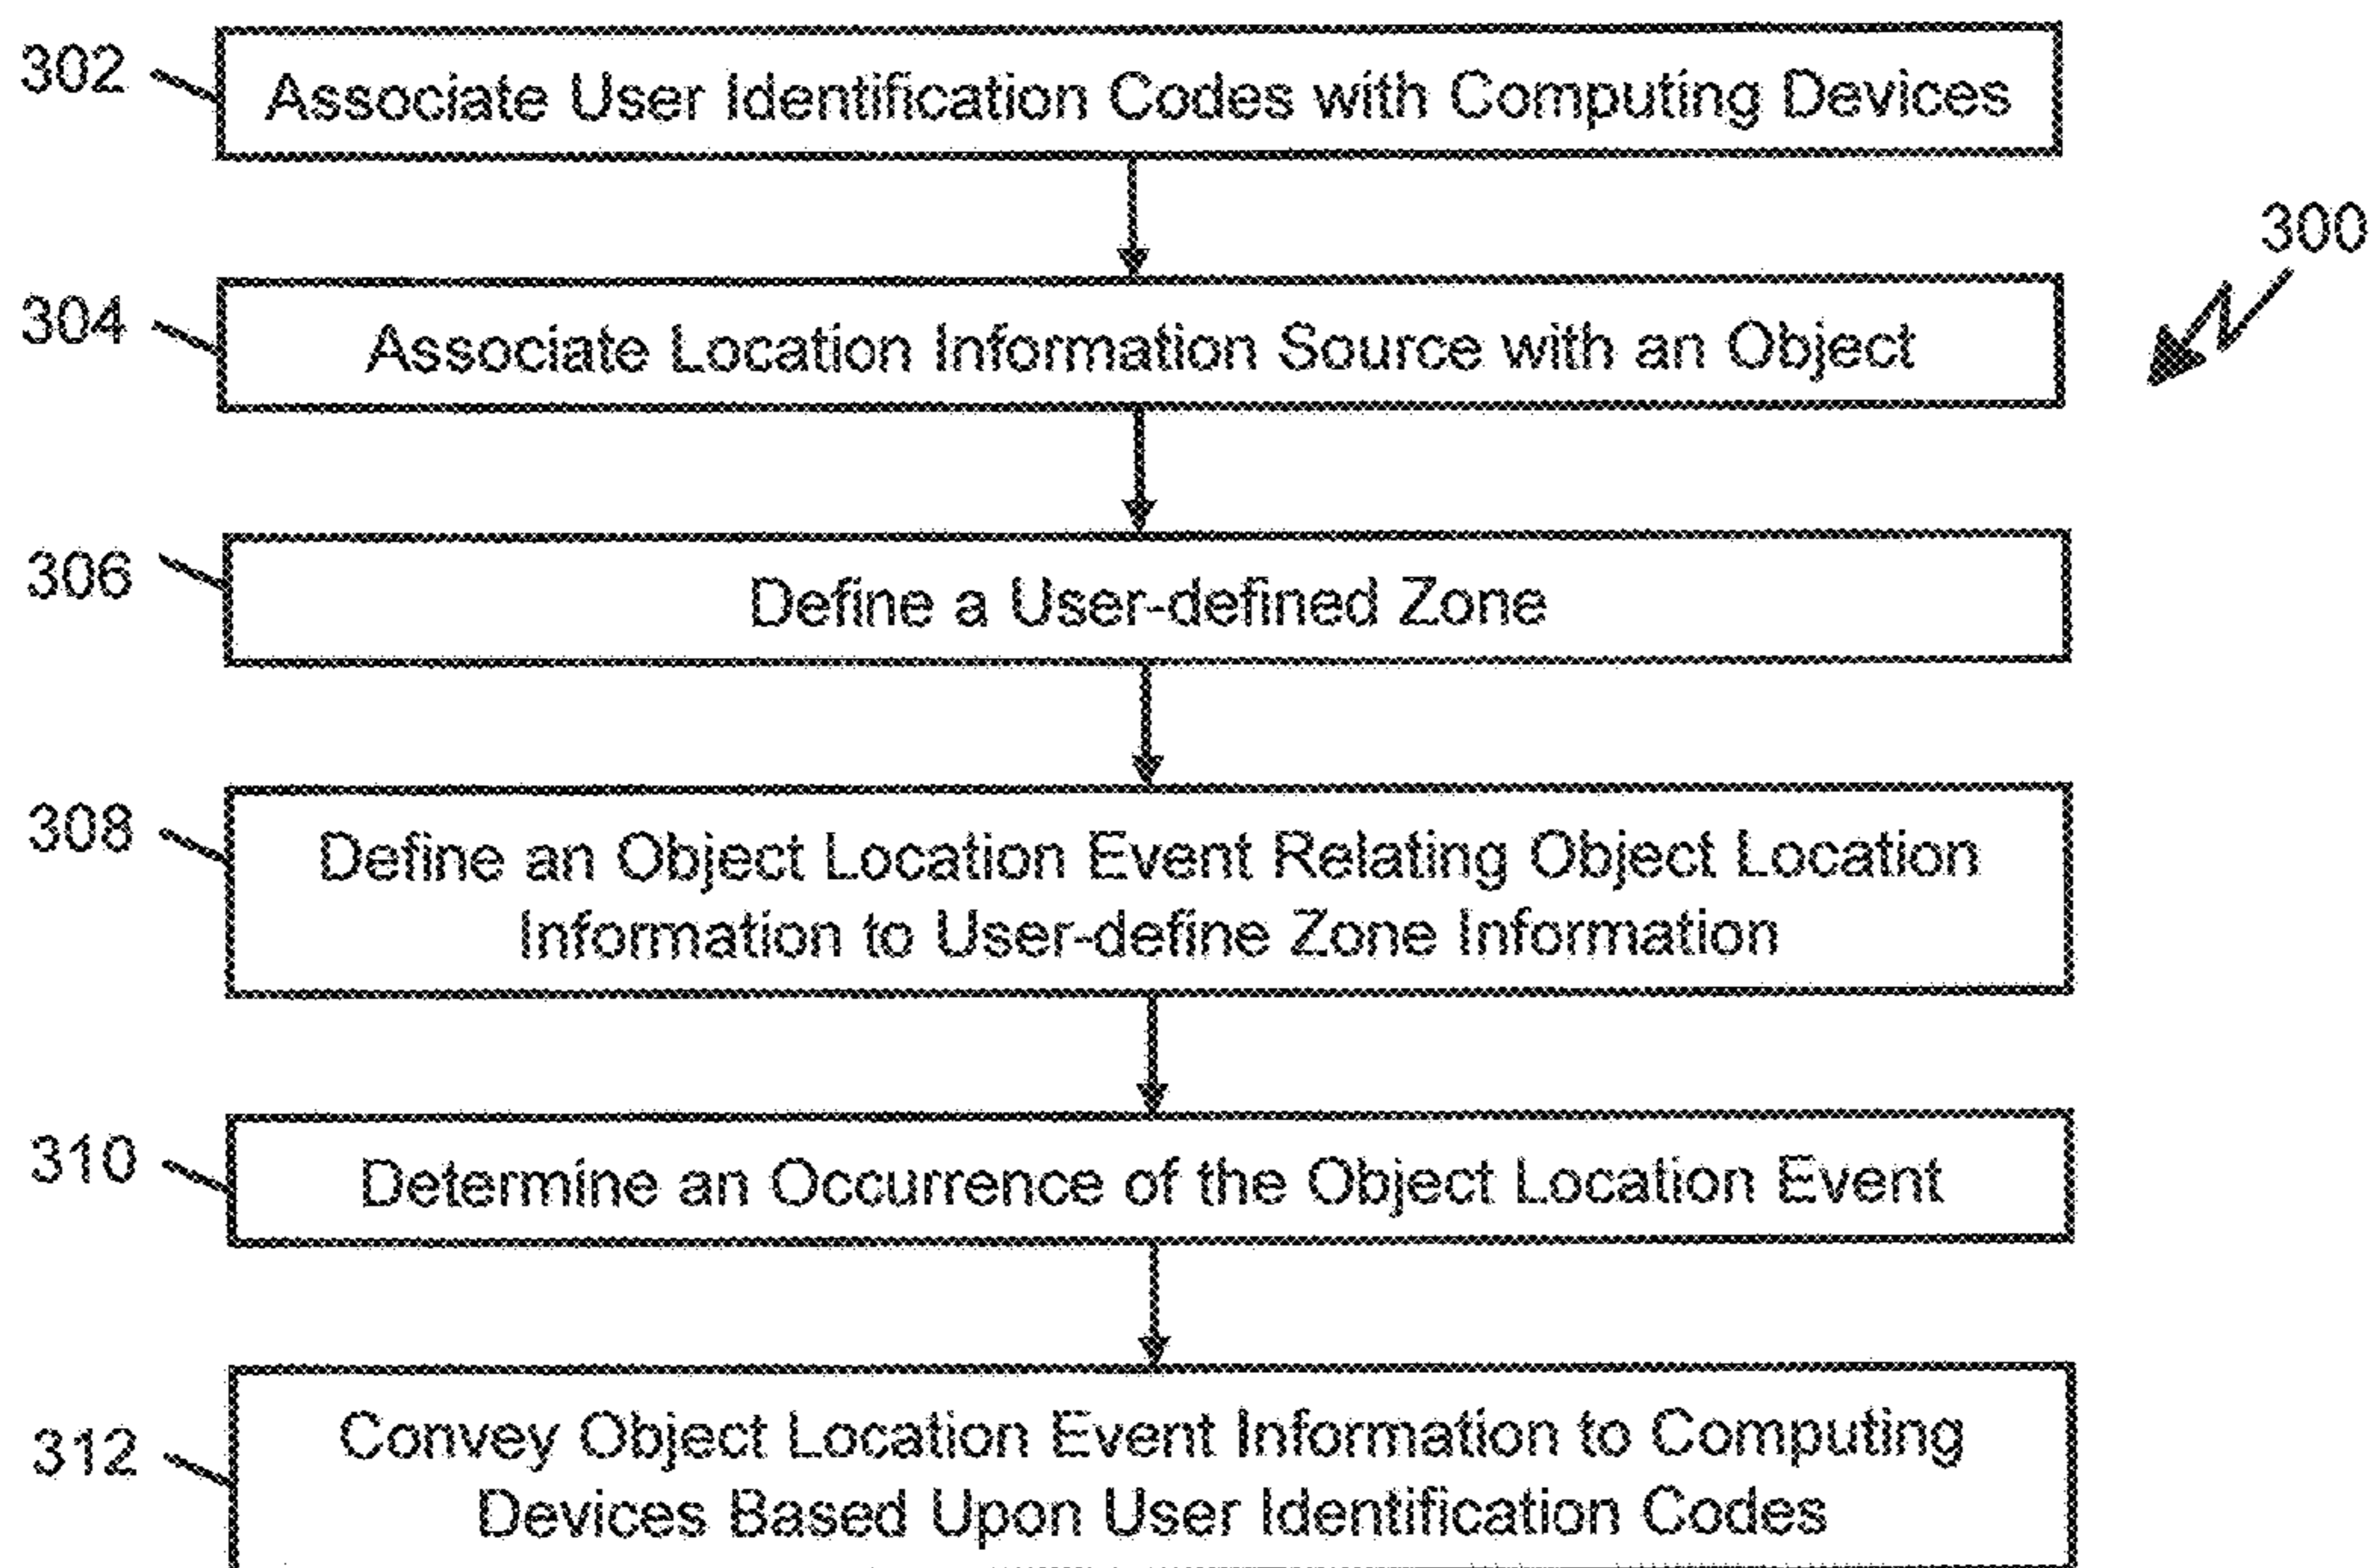 302
Associate User Identification Codes with Computing Devices
300
304
Associate Location Information Source with an Object
306
Define a User-defined Zone
308
Define an Object Location Event Relating Object Location
Information to User-define Zone Information
310
Determine an Occurrence of the Object Location Event
312
Convey Object Location Event Information to Computing
Devices Based Upon User Identification Codes